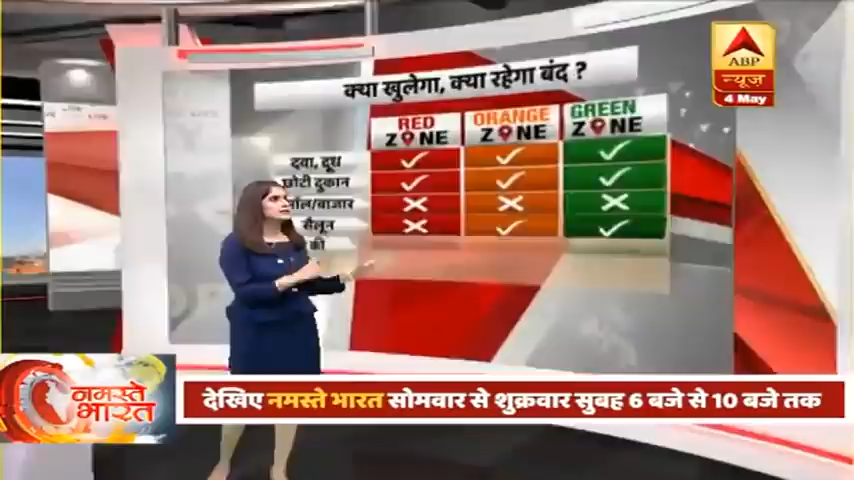 ABP
न्यूज़
4 May
क्या खुलेगा, क्या रहेगा बंद ?
RED ZONE
ORANGE ZONE
GREEN ZONE
दवा, दूध
छोटी दुकान
मॉल/बाजार
सैलून
की
नमस्ते भारत
देखिए नमस्ते भारत सोमवार से शुक्रवार सुबह 6 बजे से 10 बजे तक